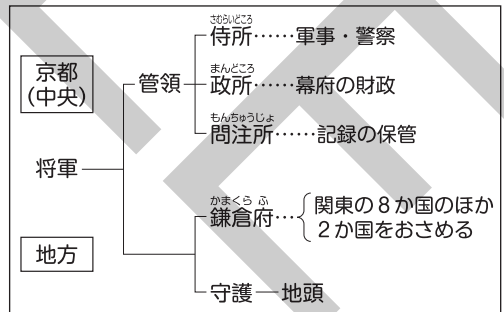 さむらいどころ
侍所……軍事・警察
京都
(中央)
管領
まんどころ
政所……幕府の財政
もんちゅうじょ
問注所……記録の保管
将軍
かまくら ふ
鎌倉府…
関東の8か国のほか
2か国をおさめる
地方
守護
地頭